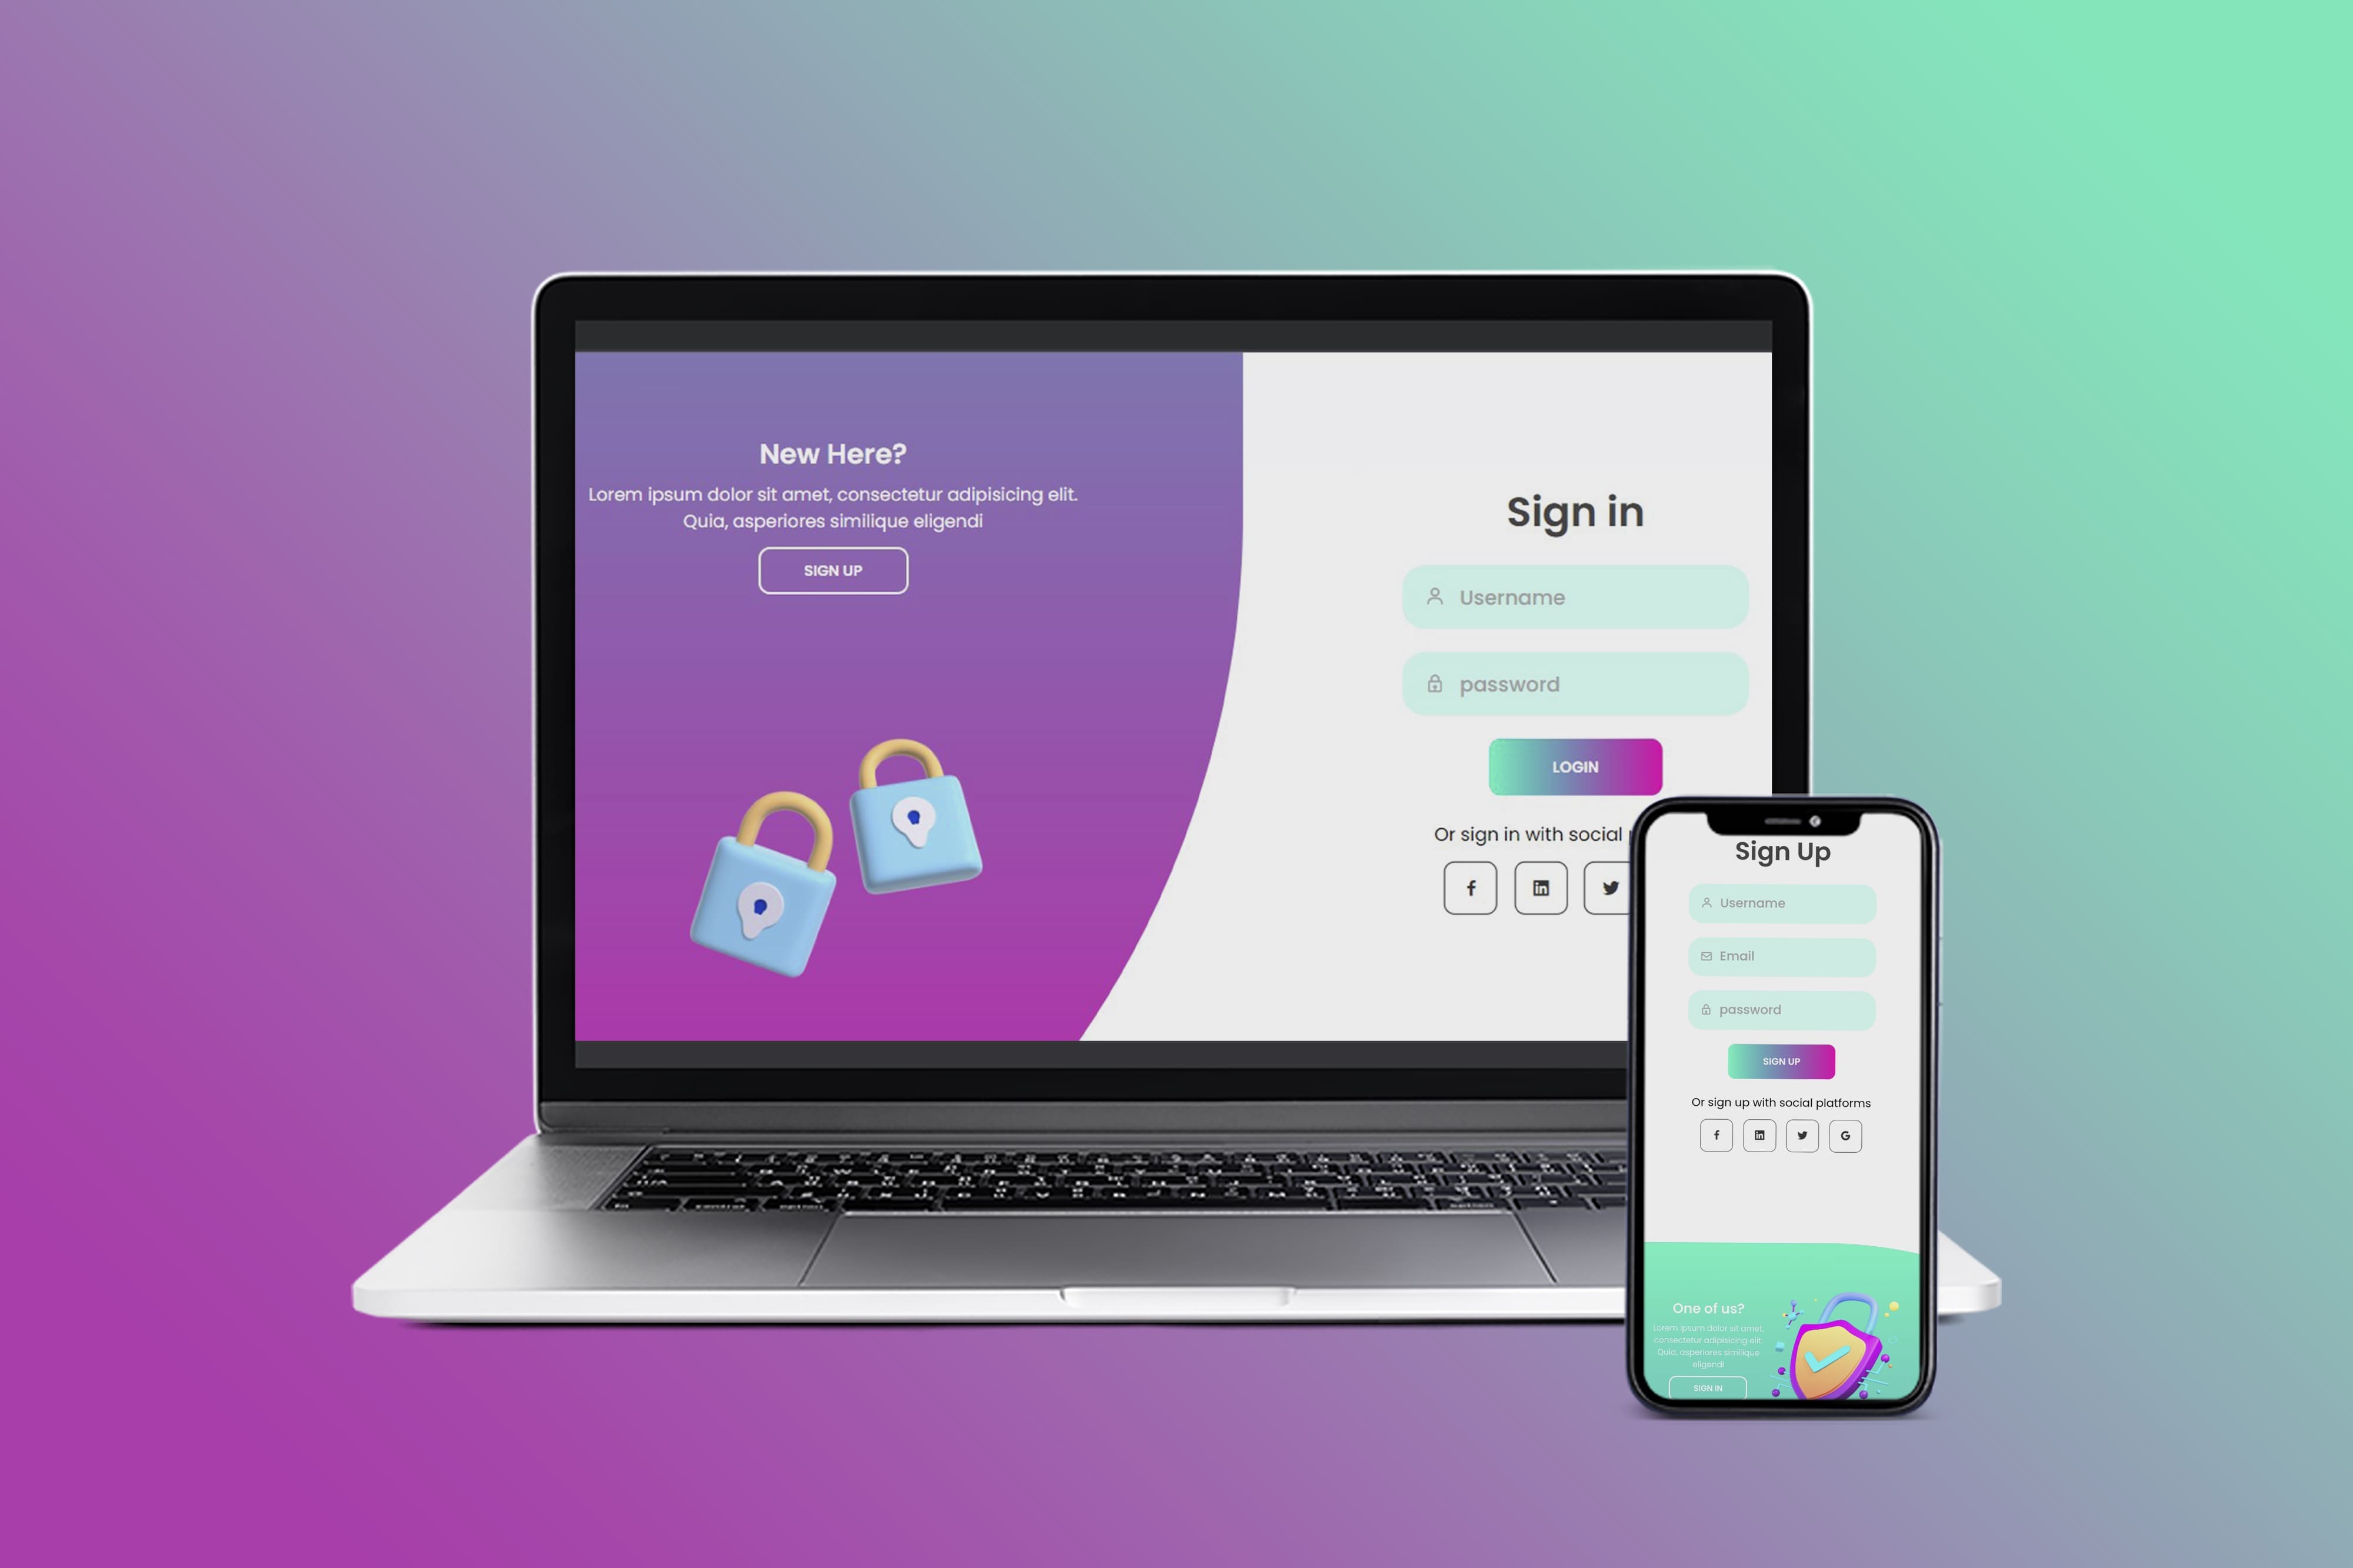 New Here?
Lorem ipsum dolor sit amet, consectetur adipisicing elit.
Quia, asperiores similique eligendi
SIGN UP
Sign in
Username
password
LOGIN
Or sign in with social
Sign Up
Username
Email
password
SIGN UP
Or sign up with social platforms
One of us?
Lorem ipsum dolor sit amet,
consectetur adipisicing elit.
Quia, asperiores similique
eligendi
SIGN IN